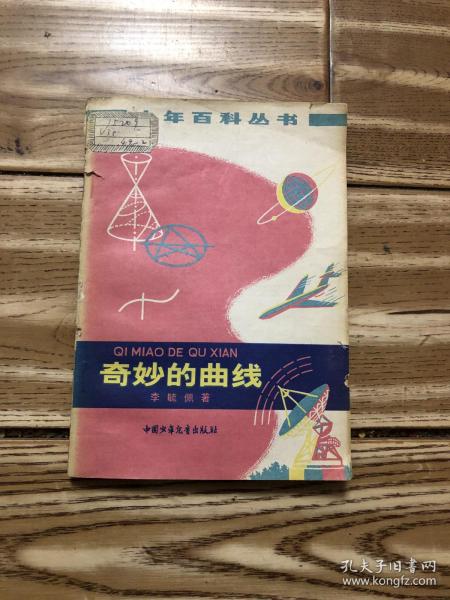 年百科丛书
QI MIAO DE QU XIAN
奇妙的曲线
李毓佩著
中国少年儿童出版社
孔夫子旧书网
www.kongfz.com